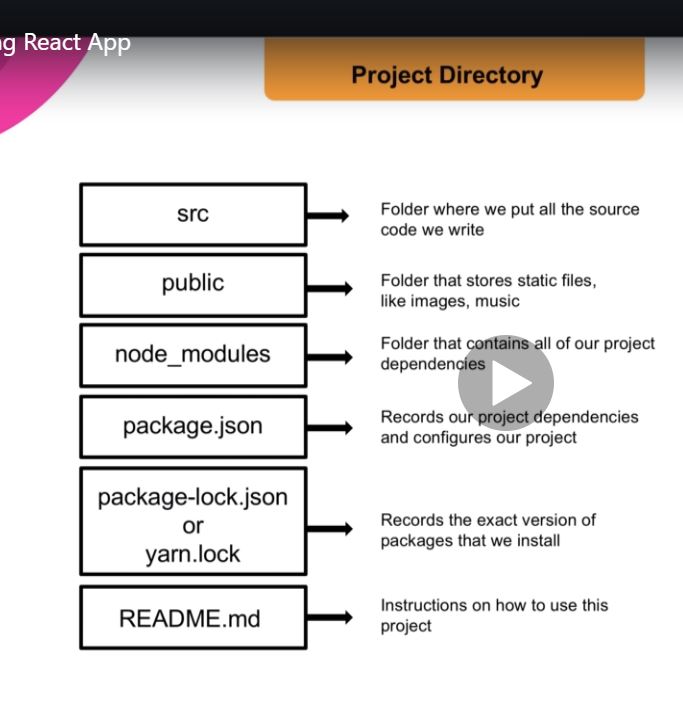 ng React App
Project Directory
src
Folder where we put all the source
code we write
public
Folder that stores static files,
like images, music
node_modules
Folder that contains all of our project
dependencies
package.json
Records our project dependencies
and configures our project
package-lock.json
or
yarn.lock
Records the exact version of
packages that we install
README.md
Instructions on how to use this
project